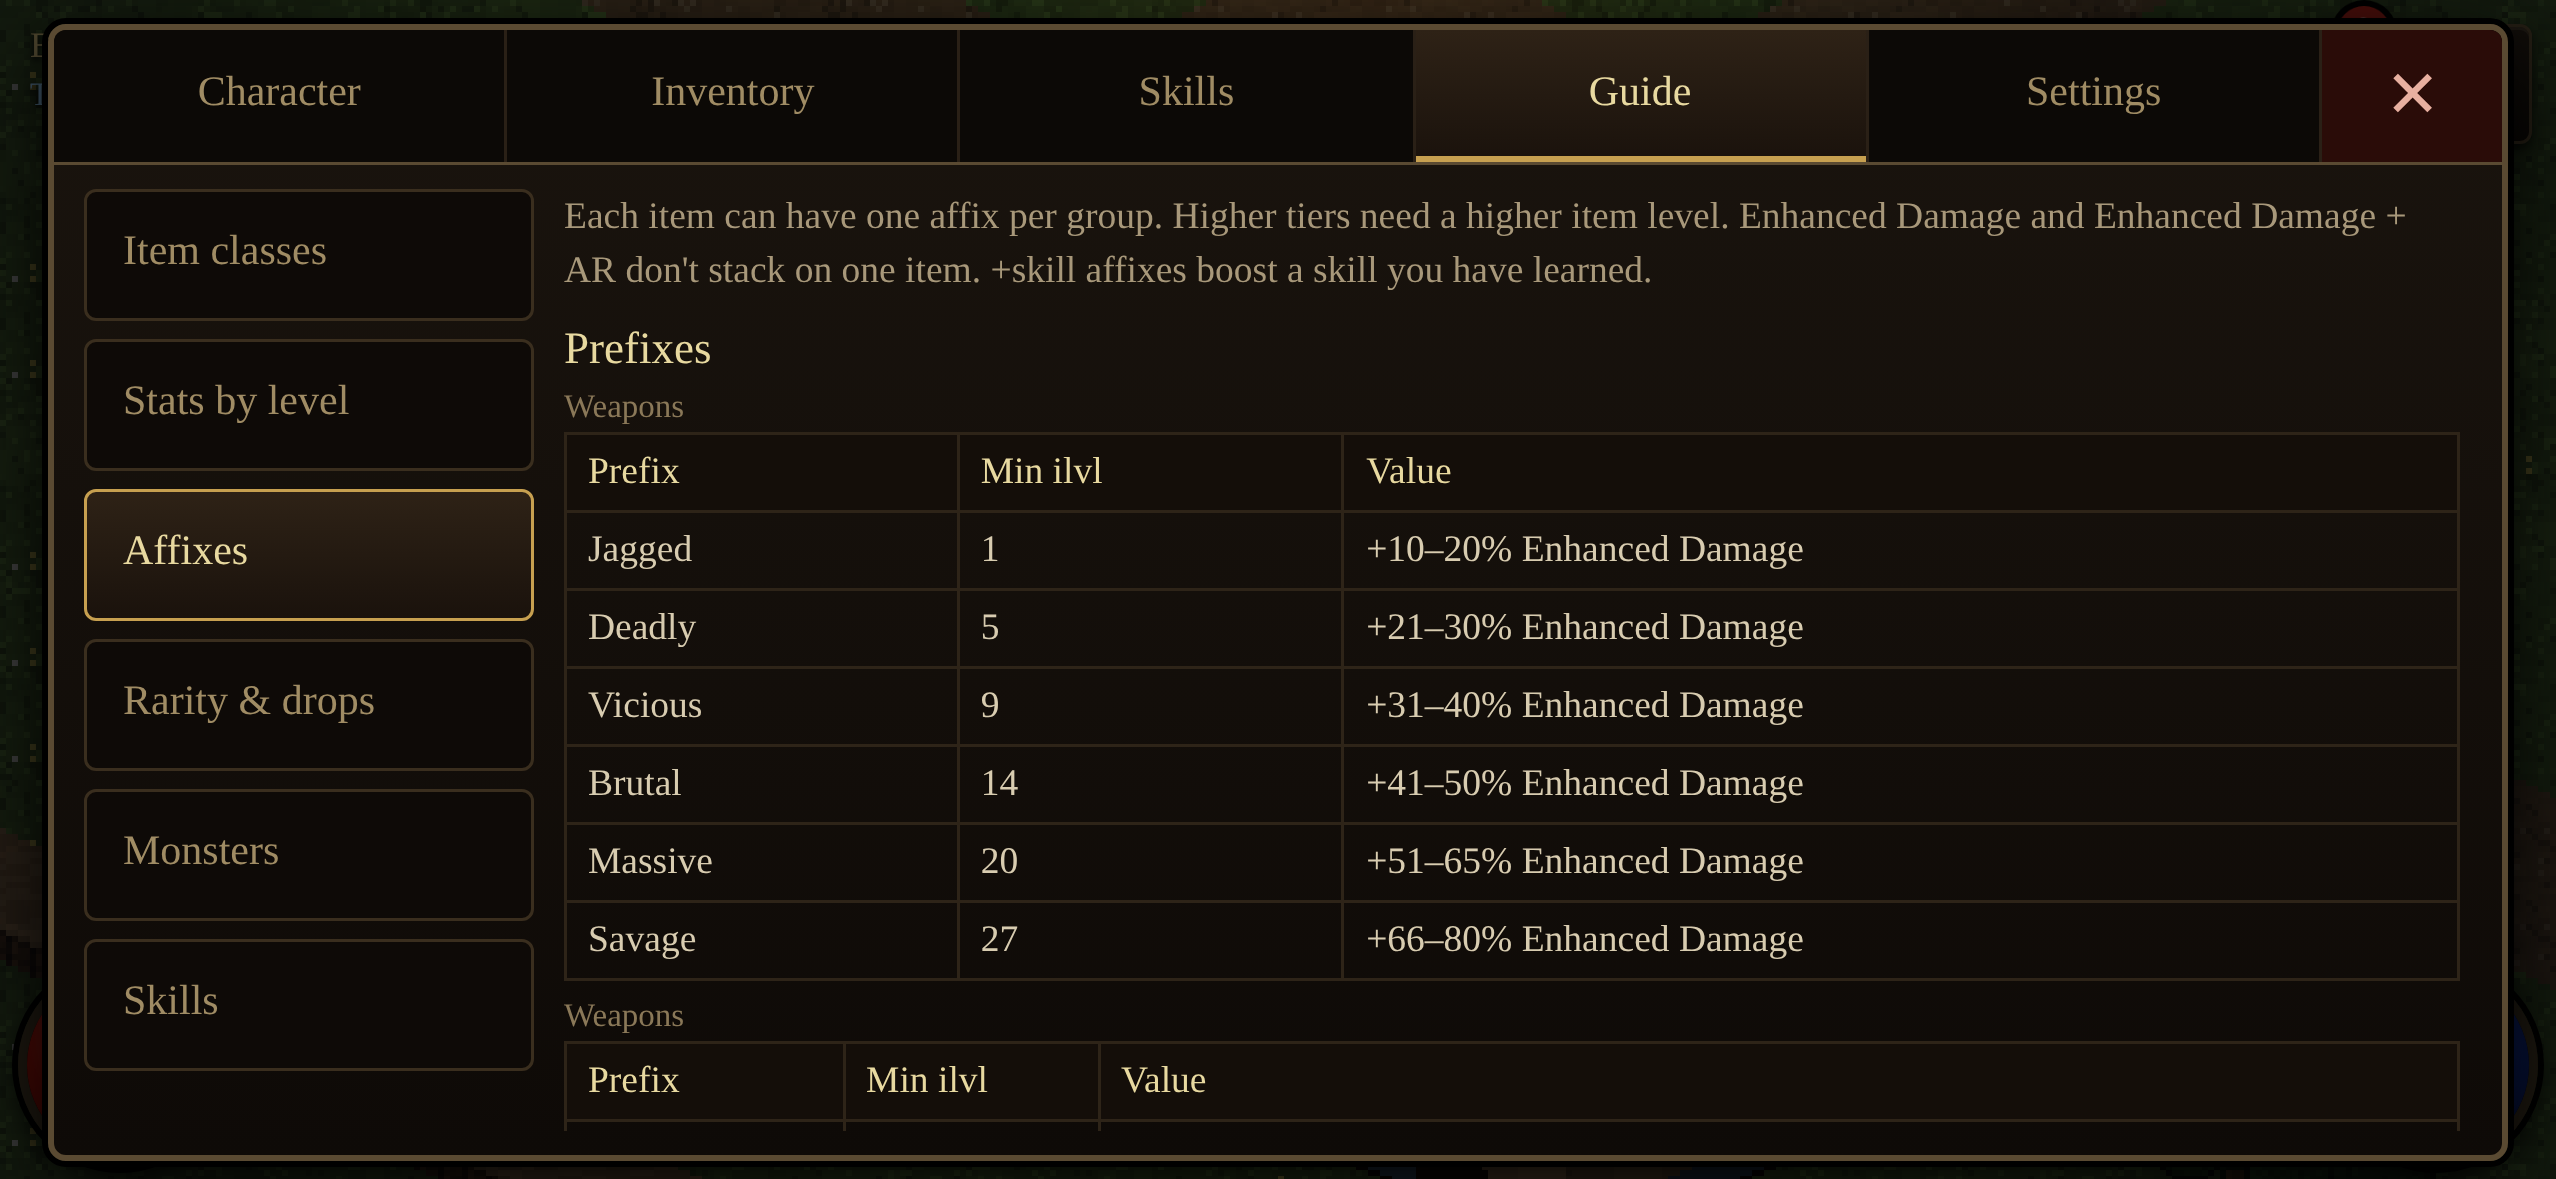 Character Inventory Skills Guide Settings ✕
Item classes
Stats by level
Affixes
Rarity & drops
Monsters
Skills
Each item can have one affix per group. Higher tiers need a higher item level. Enhanced Damage and Enhanced Damage +
AR don't stack on one item. +skill affixes boost a skill you have learned.
Prefixes
Weapons
Prefix Min ilvl Value
Jagged 1 +10–20% Enhanced Damage
Deadly 5 +21–30% Enhanced Damage
Vicious 9 +31–40% Enhanced Damage
Brutal 14 +41–50% Enhanced Damage
Massive 20 +51–65% Enhanced Damage
Savage 27 +66–80% Enhanced Damage
Weapons
Prefix Min ilvl Value